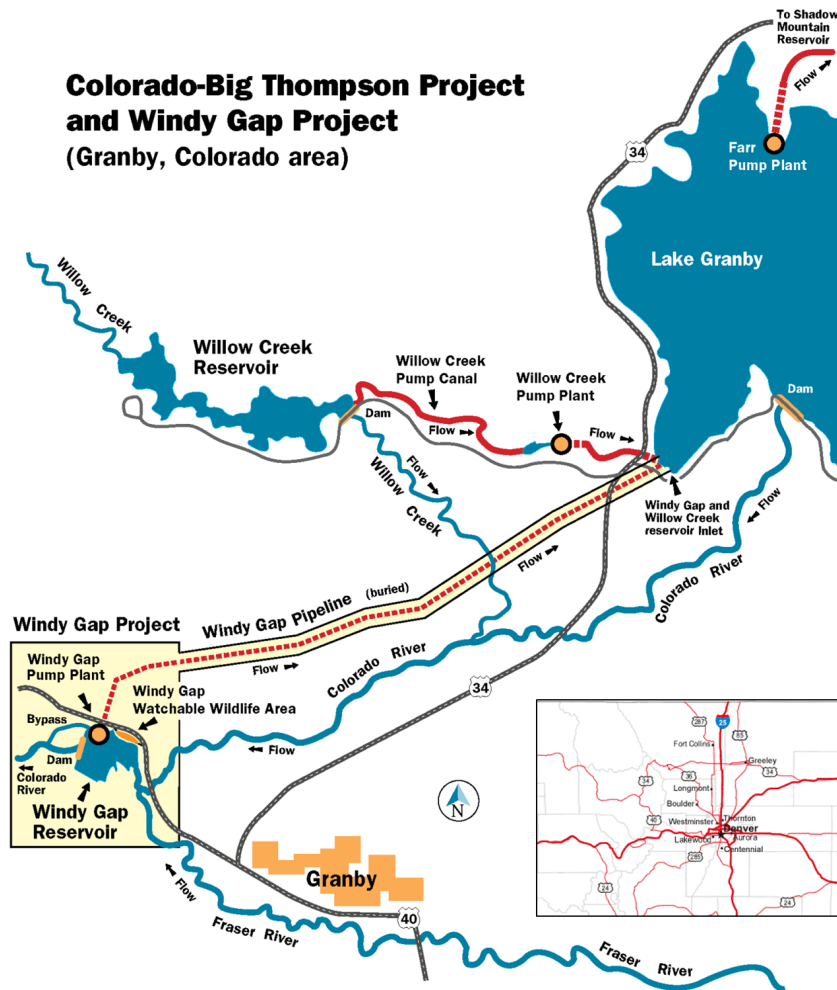 To Shadow
Mountain
Reservoir
Flow
Colorado-Big Thompson Project
and Windy Gap Project
(Granby, Colorado area)
34
Farr
Pump Plant
Lake Granby
Willow
Creek
Willow Creek
Reservoir
Willow Creek
Pump Canal
Willow Creek
Pump Plant
Dam
Dam
Flow
Flow
Flow
Willow
Creek
Windy Gap and
Willow Creek
reservoir Inlet
Flow
Flow
Colorado River
Windy Gap Pipeline (buried)
Flow
Windy Gap Project
Windy Gap
Pump Plant
Windy Gap
Watchable Wildlife Area
Colorado River
34
Bypass
Flow
Dam
Colorado
River
Windy Gap
Reservoir
Flow
Granby
40
Fraser River
Fraser River
287
25
85
Fort Collins
Greeley
34
34
36
Longmont
Boulder
40
Westminster
Thornton
Denver
Lakewood
Aurora
Centennial
285
24
24